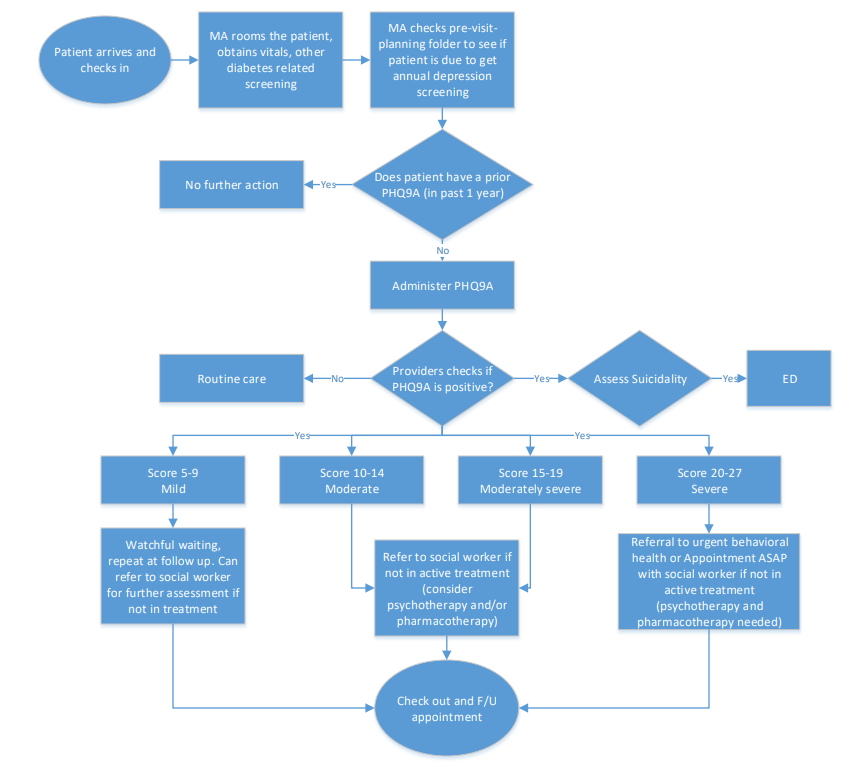 Patient arrives and
checks in
MA rooms the patient,
obtains vitals, other
diabetes related
screening
MA checks pre-visit-
planning folder to see if
patient is due to get
annual depression
screening
Does patient have a prior
PHQ9A (in past 1 year)
Yes
No further action
No
Administer PHQ9A
Providers checks if
PHQ9A is positive?
No
Routine care
Yes
Assess Suicidality
Yes
ED
Yes
Yes
Score 5-9
Mild
Score 10-14
Moderate
Score 15-19
Moderately severe
Score 20-27
Severe
Watchful waiting,
repeat at follow up. Can
refer to social worker
for further assessment if
not in treatment
Refer to social worker if
not in active treatment
(consider
psychotherapy and/or
pharmacotherapy)
Referral to urgent behavioral
health or Appointment ASAP
with social worker if not in
active treatment
(psychotherapy and
pharmacotherapy needed)
Check out and F/U
appointment